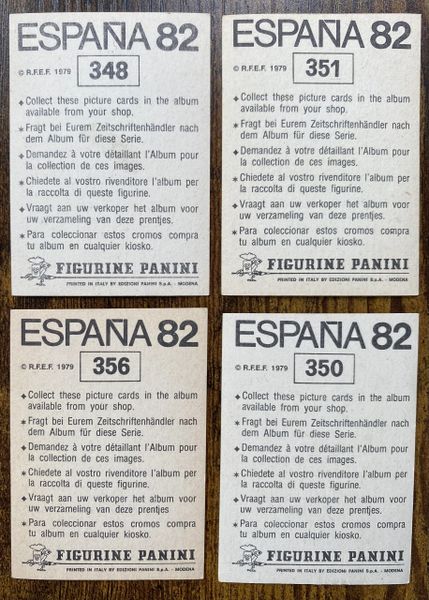 ESPAÑA 82
© R.F.E.F. 1979
348
Collect these picture cards in the album
available from your shop.
Fragt bei Eurem Zeitschriftenhändler nach
dem Album für diese Serie.
Demandez à votre détaillant l'Album pour
la collection de ces images.
Chiedete al vostro rivenditore l'album per
la raccolta di queste figurine.
Vraagt aan uw verkoper het album voor
uw verzameling van deze prentjes.
Para coleccionar estos cromos compra
tu album en cualquier kiosko.
FIGURINE PANINI
PRINTED IN ITALY BY EDIZIONI PANINI S.p.A. - MODENA
ESPAÑA 82
© R.F.E.F. 1979
351
Collect these picture cards in the album
available from your shop.
Fragt bei Eurem Zeitschriftenhändler nach
dem Album für diese Serie.
Demandez à votre détaillant l'Album pour
la collection de ces images.
Chiedete al vostro rivenditore l'album per
la raccolta di queste figurine.
Vraagt aan uw verkoper het album voor
uw verzameling van deze prentjes.
Para coleccionar estos cromos compra
tu album en cualquier kiosko.
FIGURINE PANINI
PRINTED IN ITALY BY EDIZIONI PANINI S.p.A. - MODENA
ESPAÑA 82
© R.F.E.F. 1979
356
Collect these picture cards in the album
available from your shop.
Fragt bei Eurem Zeitschriftenhändler nach
dem Album für diese Serie.
Demandez à votre détaillant l'Album pour
la collection de ces images.
Chiedete al vostro rivenditore l'album per
la raccolta di queste figurine.
Vraagt aan uw verkoper het album voor
uw verzameling van deze prentjes.
Para coleccionar estos cromos compra
tu album en cualquier kiosko.
FIGURINE PANINI
PRINTED IN ITALY BY EDIZIONI PANINI S.p.A. - MODENA
ESPAÑA 82
© R.F.E.F. 1979
350
Collect these picture cards in the album
available from your shop.
Fragt bei Eurem Zeitschriftenhändler nach
dem Album für diese Serie.
Demandez à votre détaillant l'Album pour
la collection de ces images.
Chiedete al vostro rivenditore l'album per
la raccolta di queste figurine.
Vraagt aan uw verkoper het album voor
uw verzameling van deze prentjes.
Para coleccionar estos cromos compra
tu album en cualquier kiosko.
FIGURINE PANINI
PRINTED IN ITALY BY EDIZIONI PANINI S.p.A. - MODENA